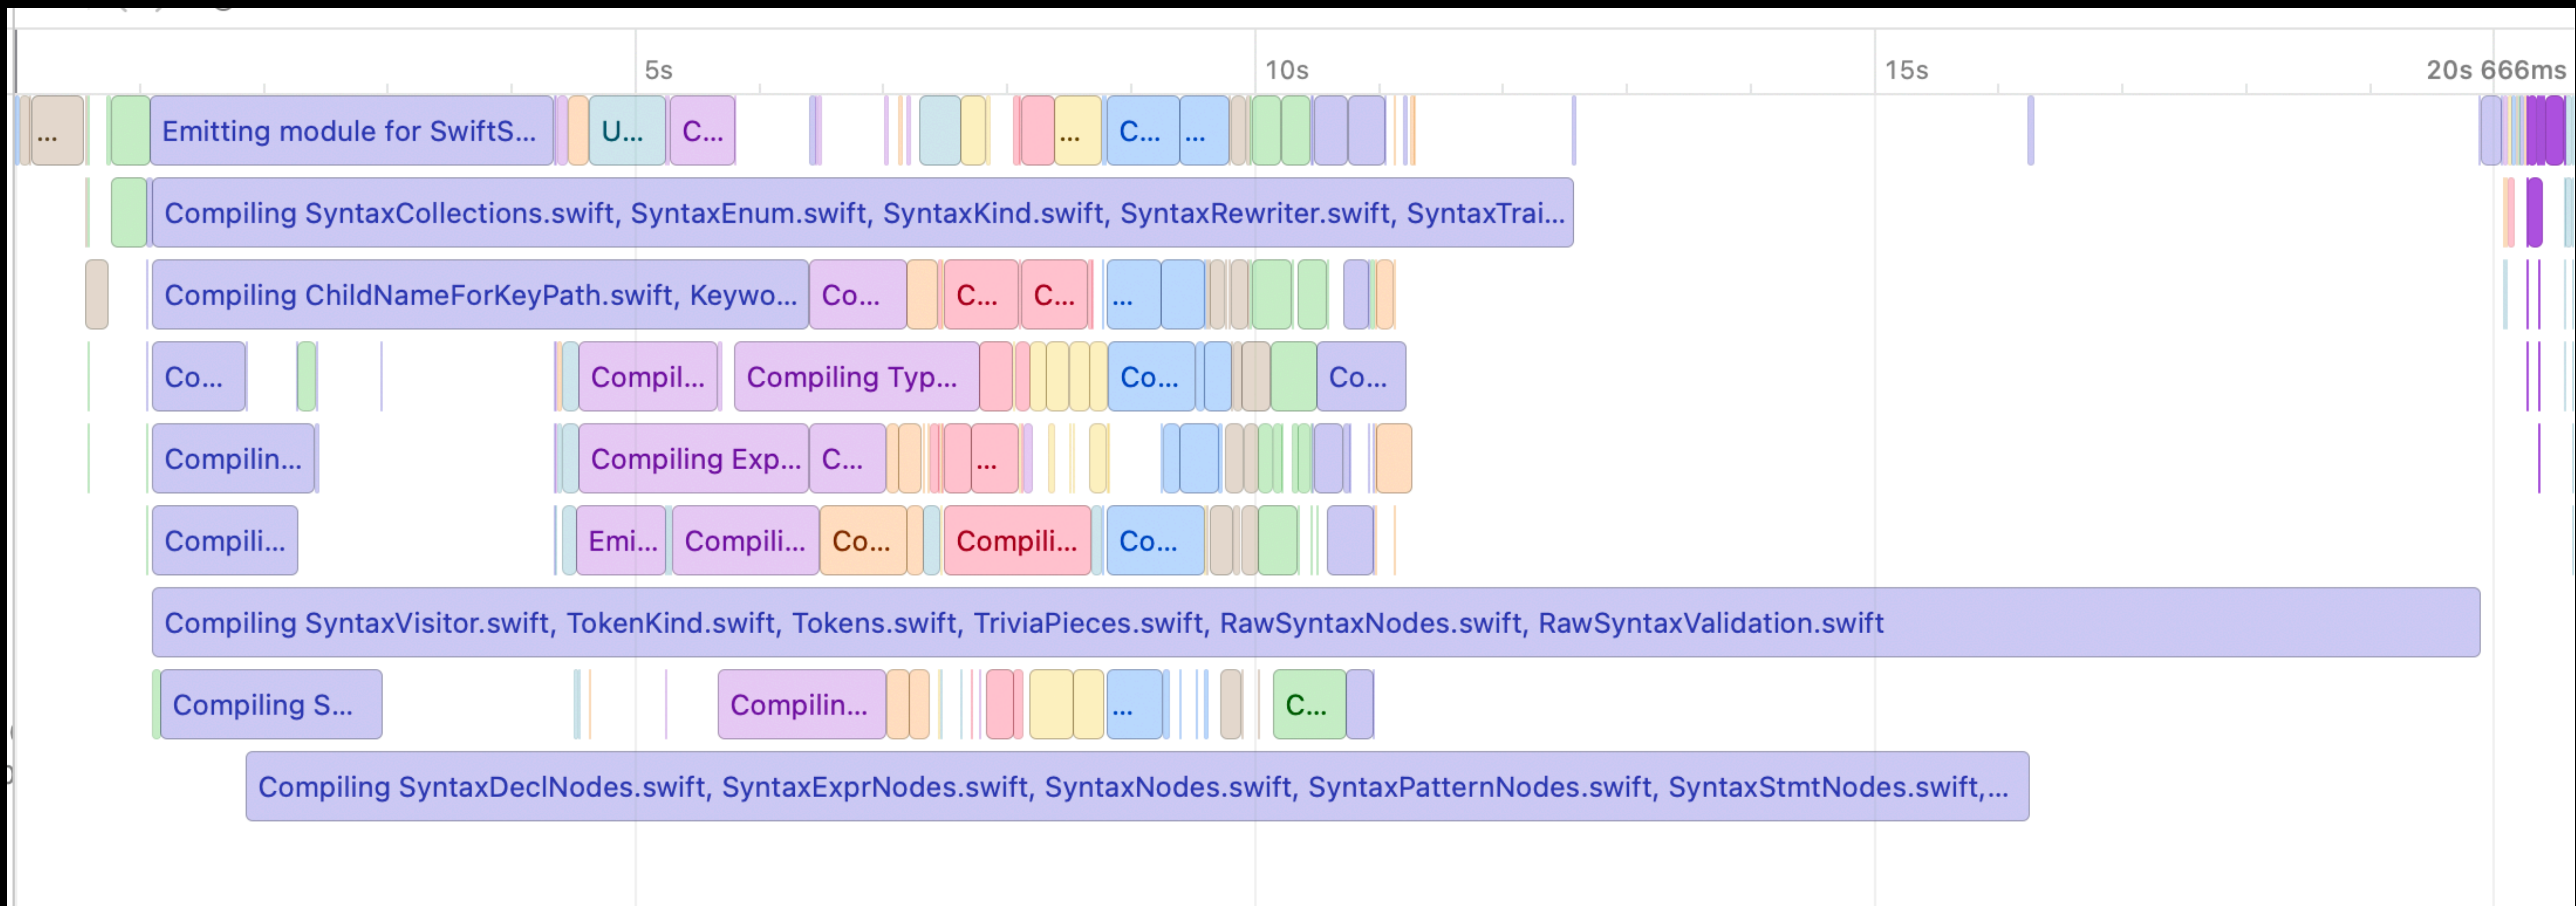 5s 10s 15s 20s 666ms
... Emitting module for SwiftS... U... C... ... C... ...
Compiling SyntaxCollections.swift, SyntaxEnum.swift, SyntaxKind.swift, SyntaxRewriter.swift, SyntaxTrai...
Compiling ChildNameForKeyPath.swift, Keywo... Co... C... C... ...
Co... Compil... Compiling Typ... Co... Co...
Compilin... Compiling Exp... C... ...
Compili... Emi... Compili... Co... Compili... Co...
Compiling SyntaxVisitor.swift, TokenKind.swift, Tokens.swift, TriviaPieces.swift, RawSyntaxNodes.swift, RawSyntaxValidation.swift
Compiling S... Compilin... ... C...
Compiling SyntaxDeclNodes.swift, SyntaxExprNodes.swift, SyntaxNodes.swift, SyntaxPatternNodes.swift, SyntaxStmtNodes.swift,...